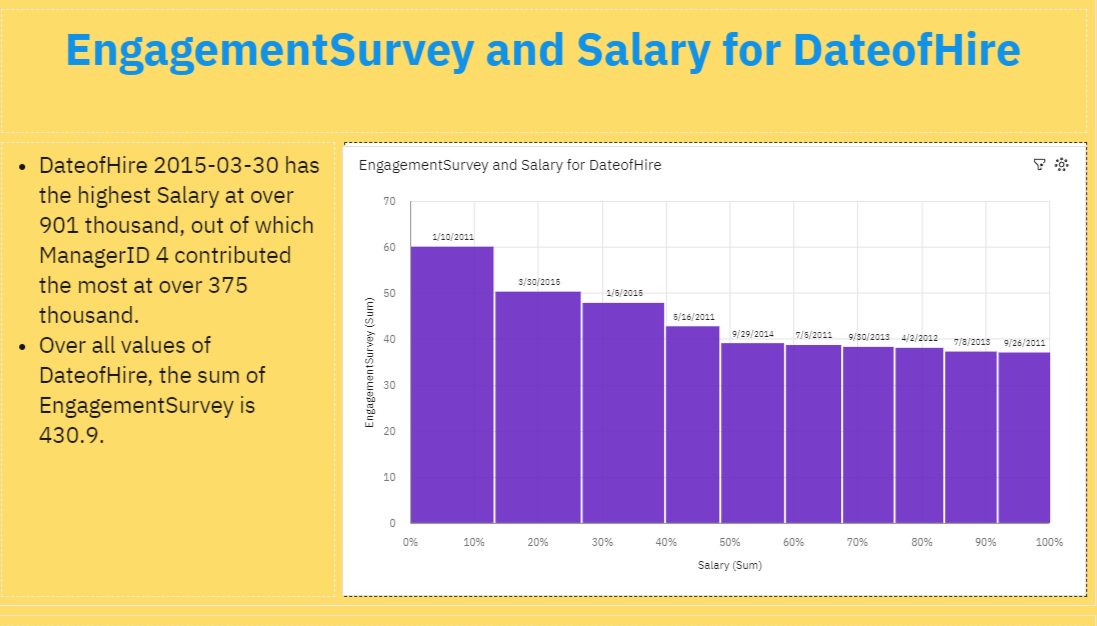 EngagementSurvey and Salary for DateofHire
• DateofHire 2015-03-30 has
the highest Salary at over
901 thousand, out of which
ManagerID 4 contributed
the most at over 375
thousand.
• Over all values of
DateofHire, the sum of
EngagementSurvey is
430.9.
EngagementSurvey and Salary for DateofHire
70
60
50
40
30
20
10
0
EngagementSurvey (Sum)
1/10/2011
3/30/2015
1/5/2015
5/16/2011
9/29/2014
7/5/2011
9/30/2013
4/2/2012
7/8/2013
9/26/2011
0% 10% 20% 30% 40% 50% 60% 70% 80% 90% 100%
Salary (Sum)